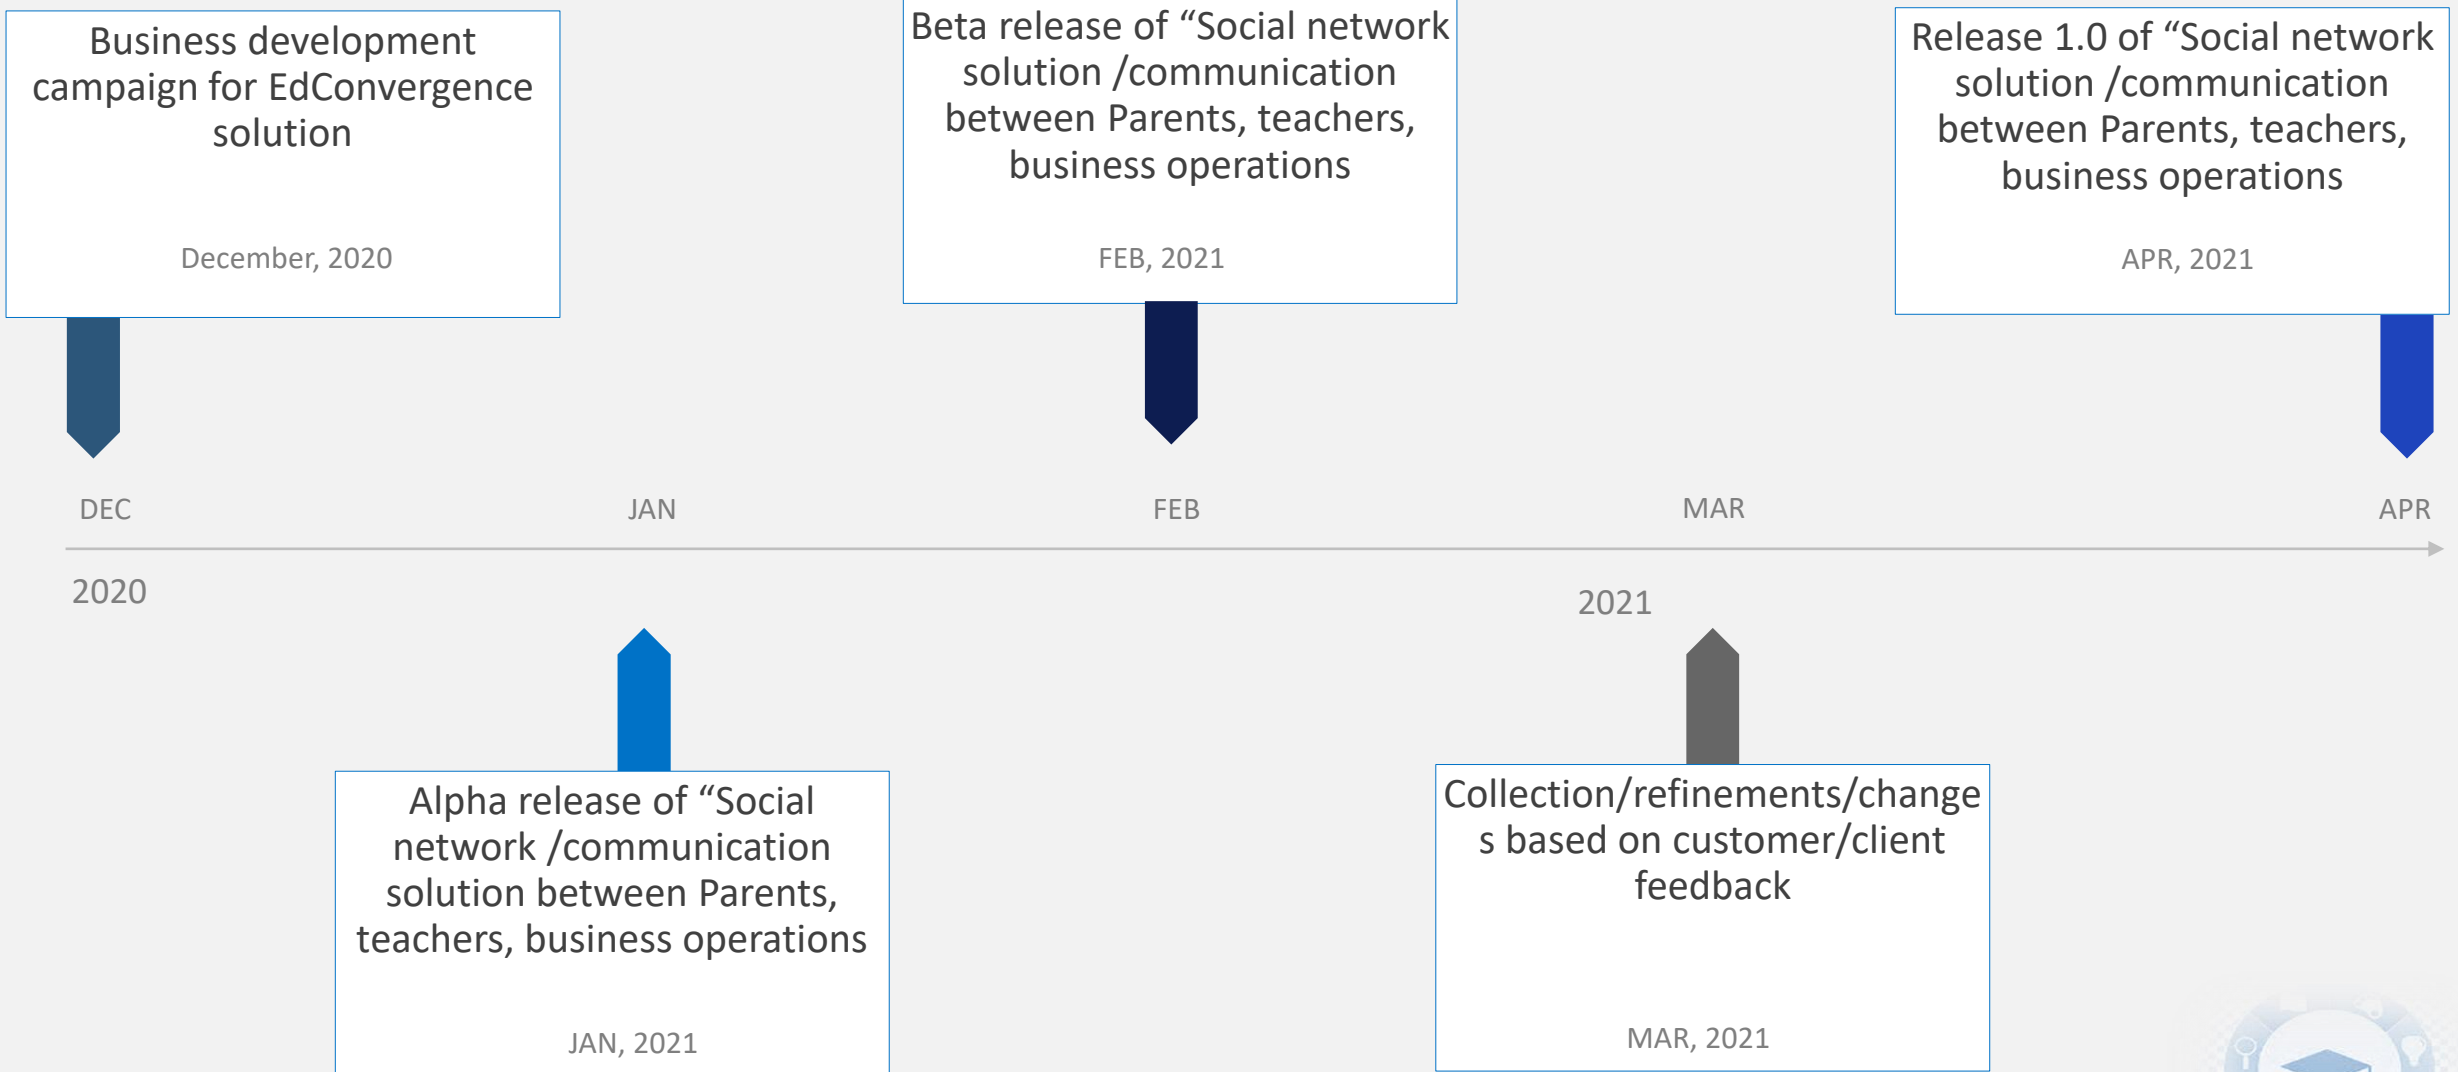 Business development
campaign for EdConvergence
solution
December, 2020
Beta release of “Social network
solution /communication
between Parents, teachers,
business operations
FEB, 2021
Release 1.0 of “Social network
solution /communication
between Parents, teachers,
business operations
APR, 2021
DEC
JAN
FEB
MAR
APR
2020
2021
Alpha release of “Social
network /communication
solution between Parents,
teachers, business operations
JAN, 2021
Collection/refinements/change
s based on customer/client
feedback
MAR, 2021